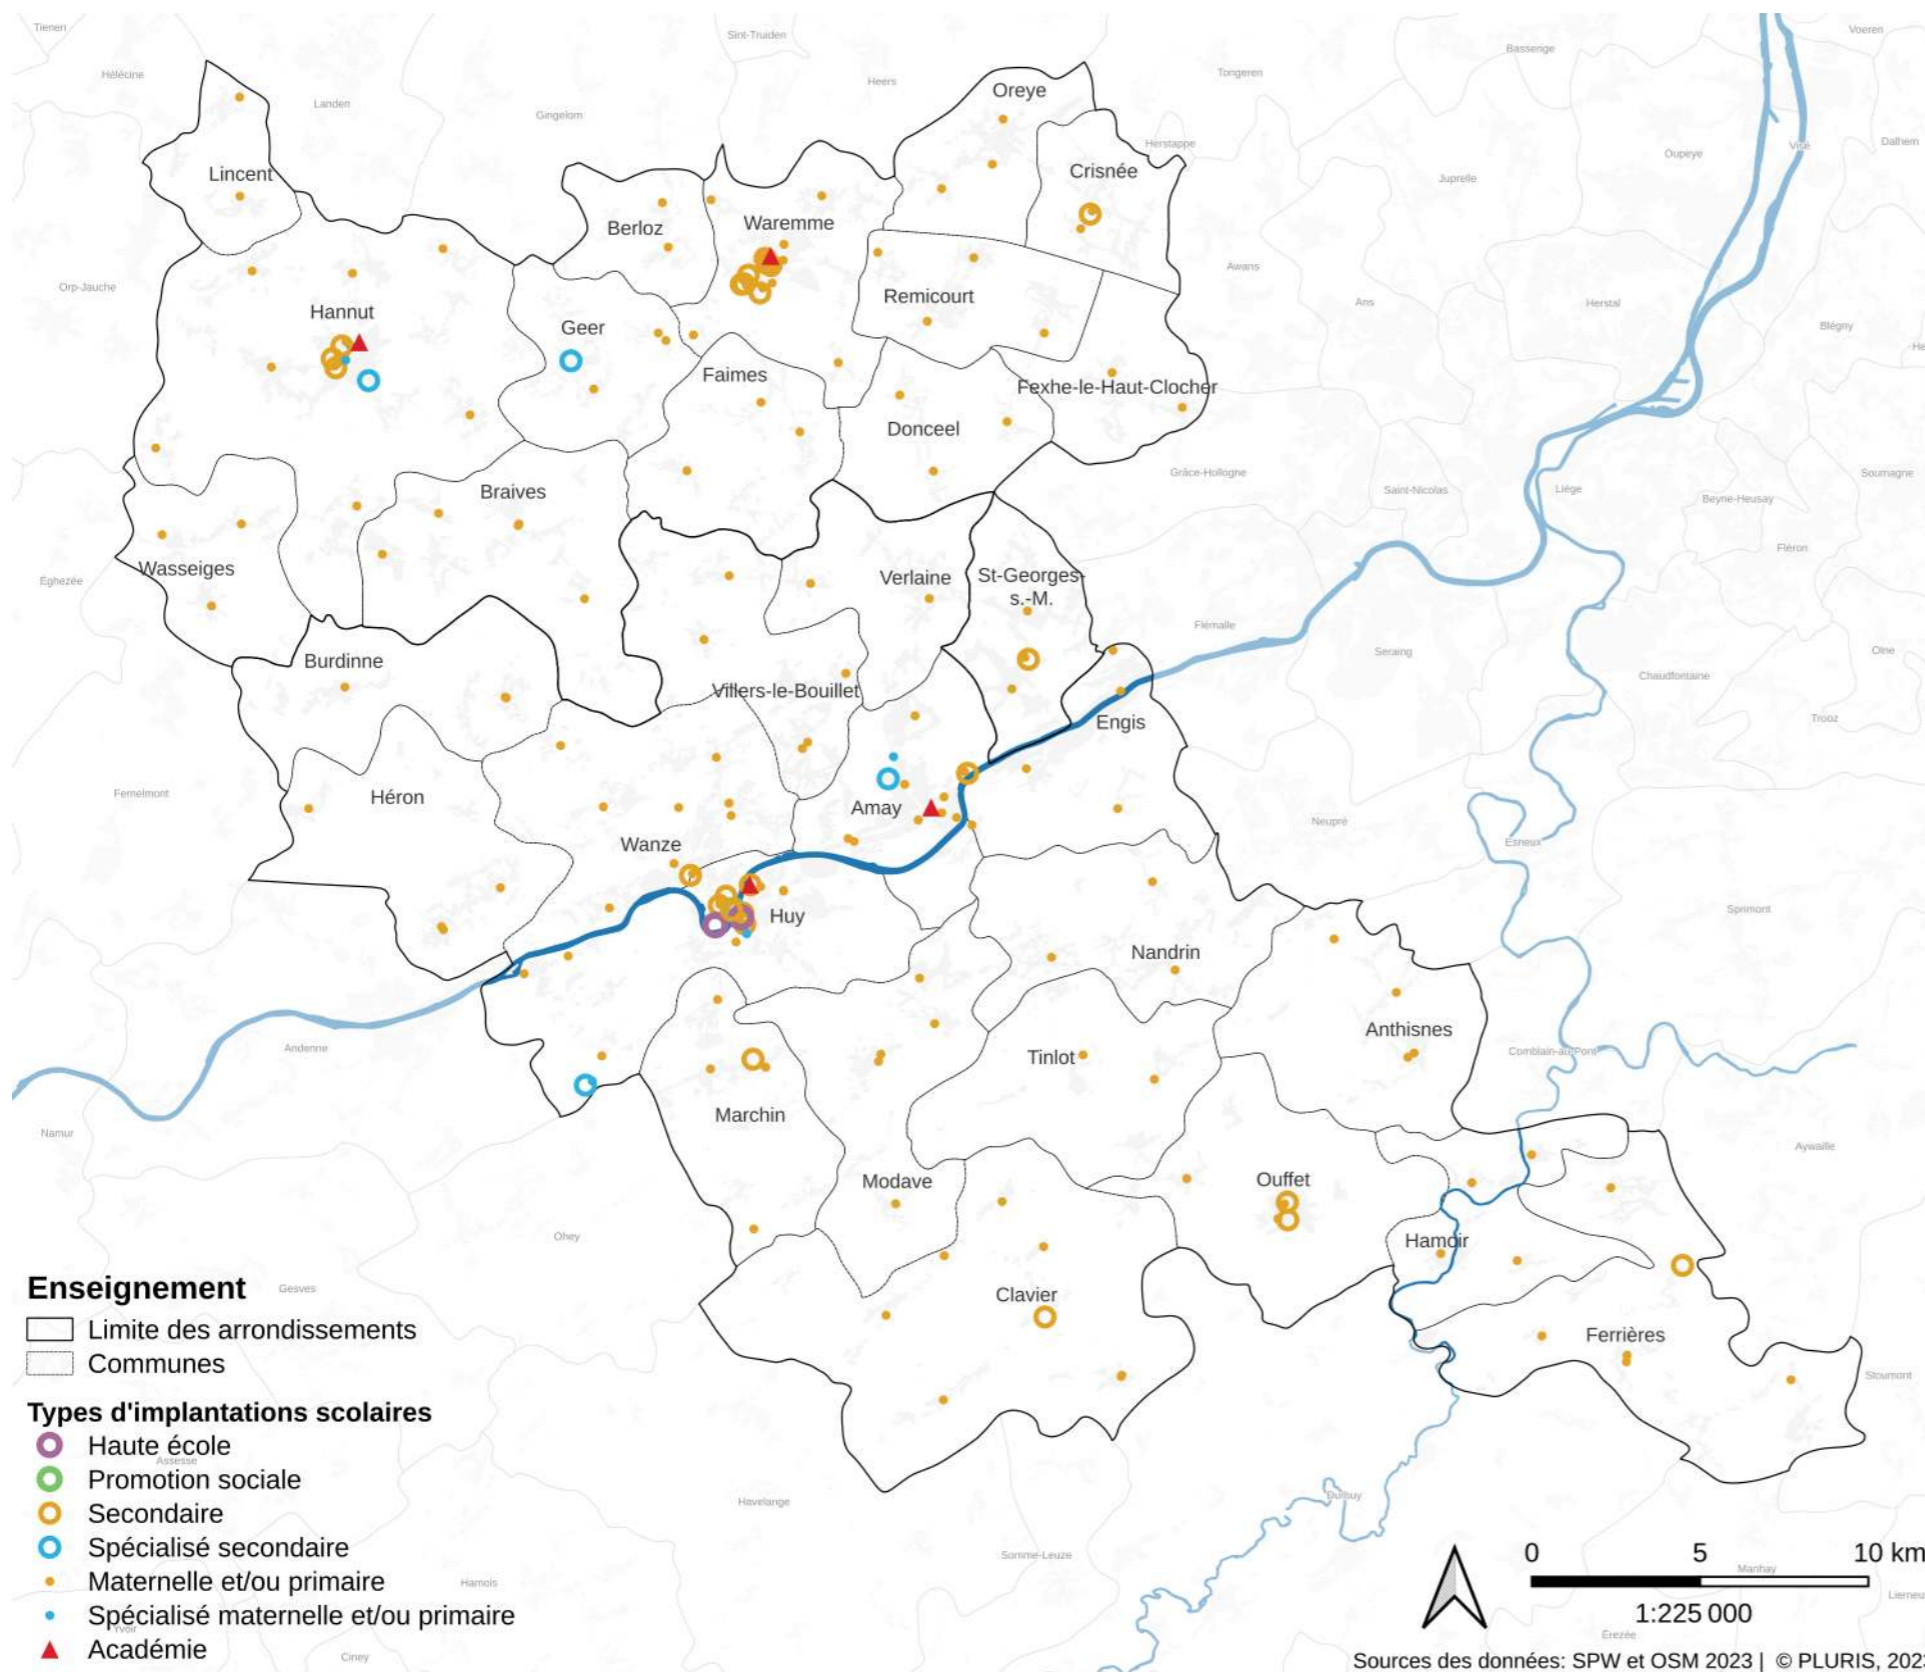 Tienen
Sint-Truiden
Voeren
Bassenge
Hélécine
Heers
Tongeren
Oreye
Landen
Gingelom
Herstappe
Visé
Dalhem
Oupeye
Lincent
Crisnée
Juprelle
Berloz
Waremme
Awans
Orp-Jauche
Remicourt
Ans
Herstal
Hannut
Geer
Blégny
He
Faimes
Fexhe-le-Haut-Clocher
Donceel
Grâce-Hollogne
Soumagne
Braives
Saint-Nicolas
Liège
Beyne-Heusay
Fléron
Wasseiges
Verlaine
St-Georges-
s.-M.
Éghezée
Flémalle
Seraing
Olne
Burdinne
Chaudfontaine
Villers-le-Bouillet
Engis
Trooz
Fernelmont
Héron
Amay
Neupré
Wanze
Esneux
Huy
Sprimont
Nandrin
Anthisnes
Andenne
Tinlot
Comblain-au-Pont
Marchin
Namur
Aywaille
Modave
Ouffet
Ohey
Hamoir
Gesves
Clavier
Ferrières
Stoumont
Enseignement
Limite des arrondissements
Communes
Types d'implantations scolaires
Haute école
Assesse
Promotion sociale
Secondaire
Spécialisé secondaire
Maternelle et/ou primaire
Spécialisé maternelle et/ou primaire
Yvoir
Académie
Havelange
Durbuy
Somme-Leuze
Hamois
Ciney
0 5 10 km
Manhay
Lierneu
1:225 000
Érezée
Sources des données: SPW et OSM 2023 | © PLURIS, 202